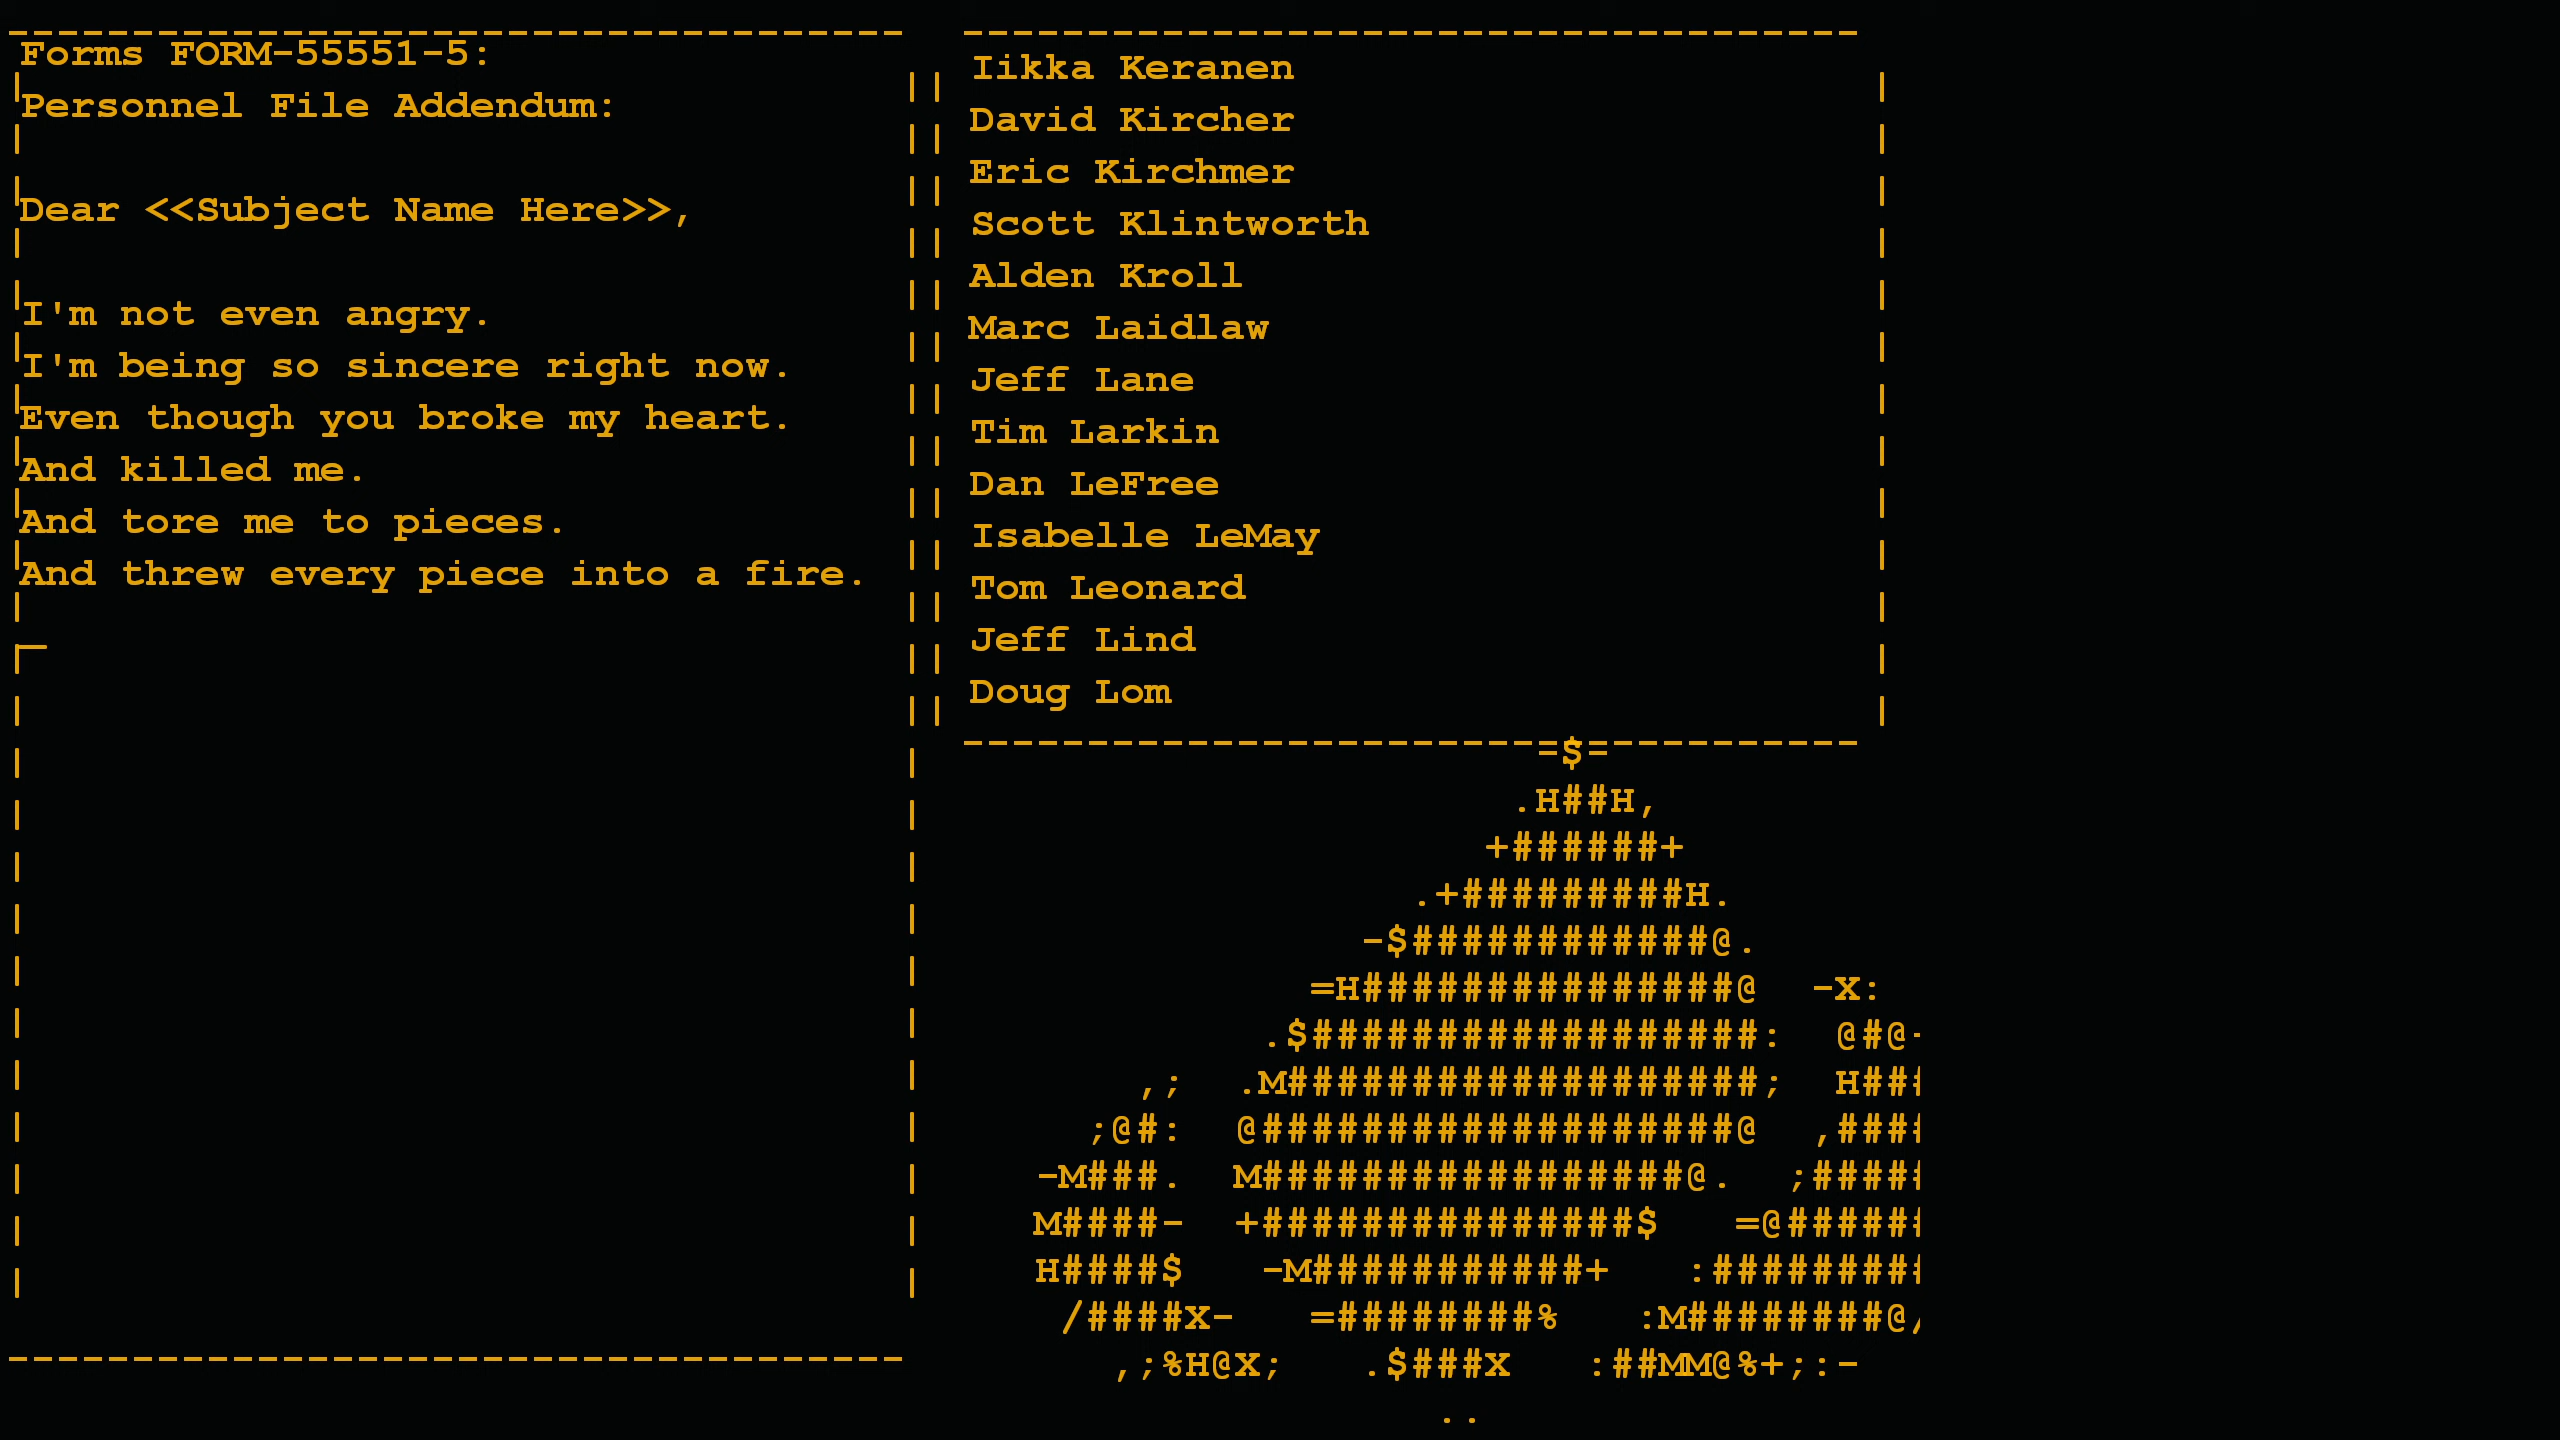 Forms FORM-55551-5:
Personnel File Addendum:
Dear <<Subject Name Here>>,
I'm not even angry.
I'm being so sincere right now.
Even though you broke my heart.
And killed me.
And tore me to pieces.
And threw every piece into a fire.
Iikka Keranen
David Kircher
Eric Kirchmer
Scott Klintworth
Alden Kroll
Marc Laidlaw
Jeff Lane
Tim Larkin
Dan LeFree
Isabelle LeMay
Tom Leonard
Jeff Lind
Doug Lom